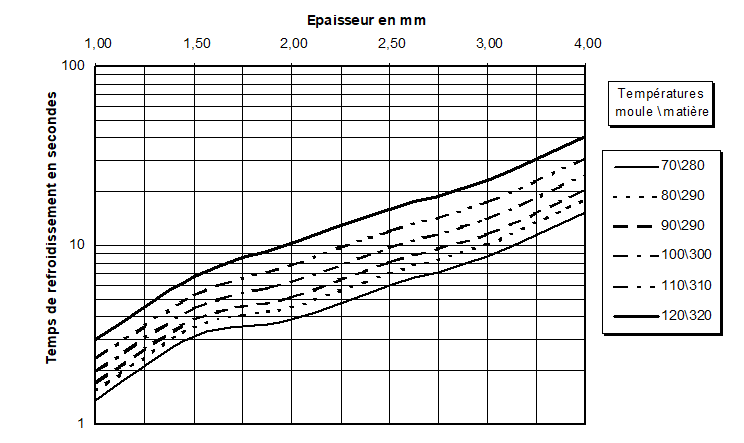 Epaisseur en mm
1,00 1,50 2,00 2,50 3,00 4,00
100
10
1
Temps de refroidissement en secondes
Températures
moule \ matière
70\280
80\290
90\290
100\300
110\310
120\320